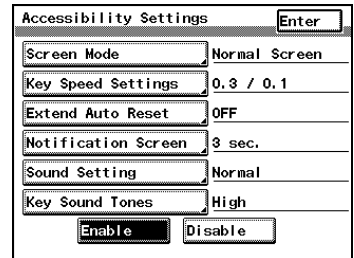 Accessibility Settings Enter
Screen Mode Normal Screen
Key Speed Settings 0.3 / 0.1
Extend Auto Reset OFF
Notification Screen 3 sec.
Sound Setting Normal
Key Sound Tones High
Enable Disable